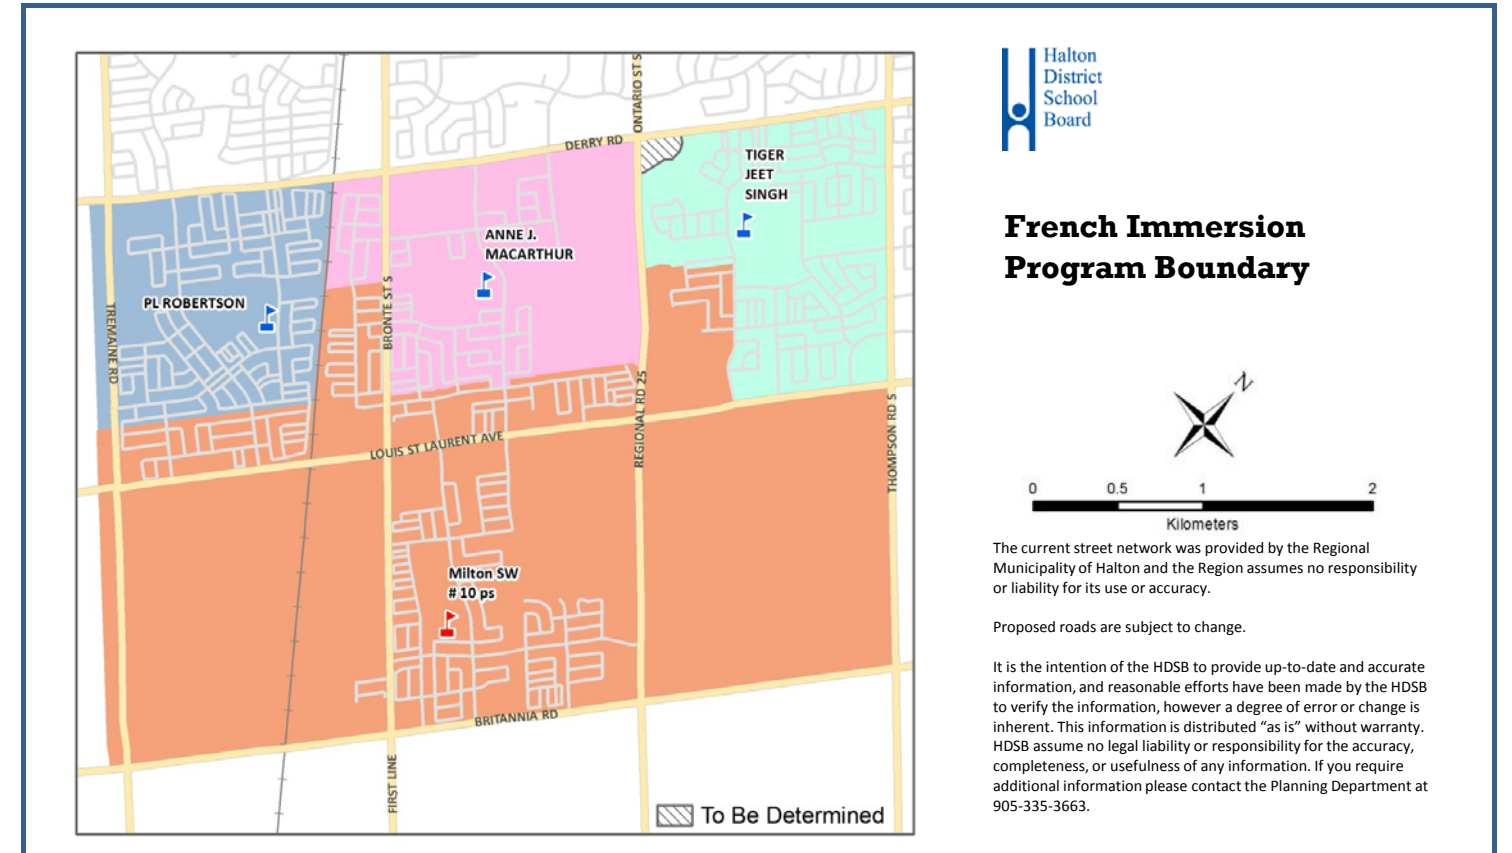 Halton
District
School
Board
French Immersion
Program Boundary
ONTARIO ST S
DERRY RD
TIGER
JEET
SINGH
ANNE J.
MACARTHUR
PL ROBERTSON
TREMAINE RD
BRONTE ST S
REGIONAL RD 25
THOMPSON RD S
LOUIS ST LAURENT AVE
Milton SW
# 10 ps
BRITANNIA RD
FIRST LINE
To Be Determined
N
0 0.5 1 2
Kilometers
The current street network was provided by the Regional
Municipality of Halton and the Region assumes no responsibility
or liability for its use or accuracy.
Proposed roads are subject to change.
It is the intention of the HDSB to provide up-to-date and accurate
information, and reasonable efforts have been made by the HDSB
to verify the information, however a degree of error or change is
inherent. This information is distributed “as is” without warranty.
HDSB assume no legal liability or responsibility for the accuracy,
completeness, or usefulness of any information. If you require
additional information please contact the Planning Department at
905-335-3663.